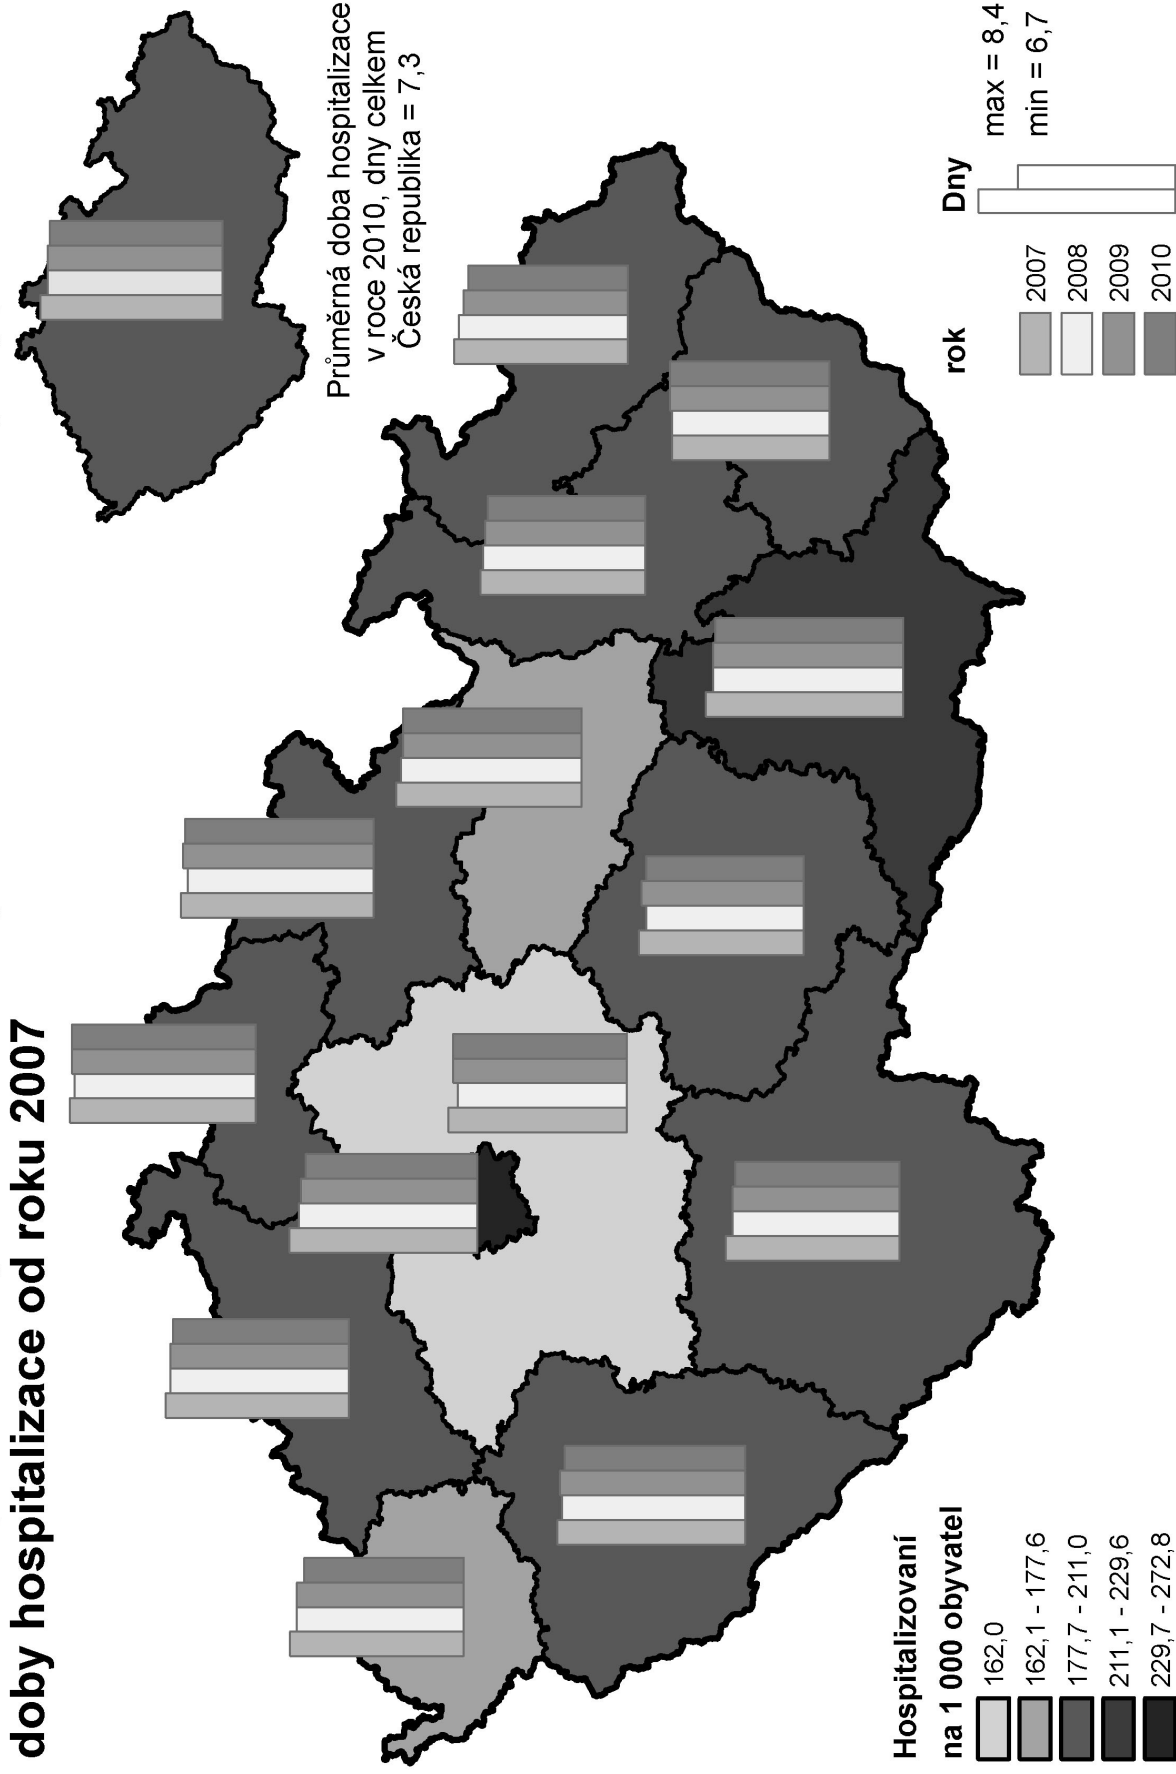 doby hospitalizace od roku 2007
Průměrná doba hospitalizace
v roce 2010, dny celkem
Česká republika = 7,3
Hospitalizovaní
na 1 000 obyvatel
162,0
162,1 - 177,6
177,7 - 211,0
211,1 - 229,6
229,7 - 272,8
rok
2007
2008
2009
2010
Dny
max = 8,4
min = 6,7